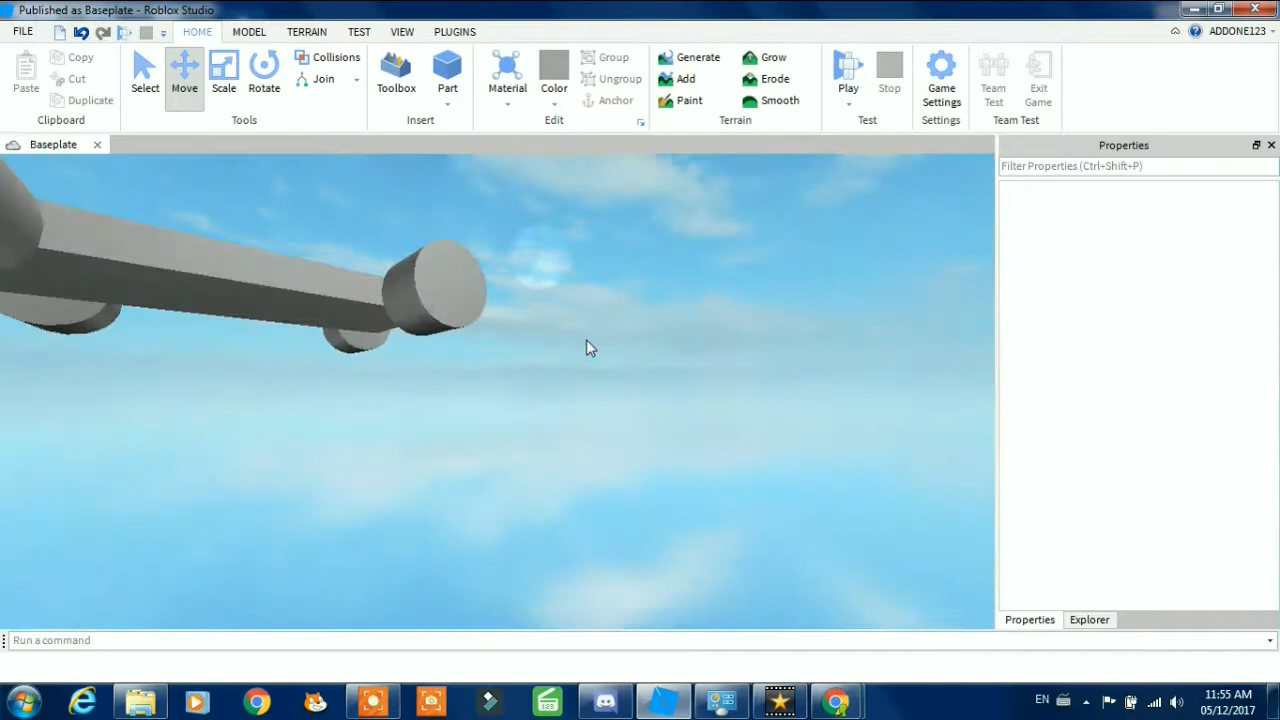 Published as Baseplate - Roblox Studio
FILE HOME MODEL TERRAIN TEST VIEW PLUGINS ADDONE123
Paste
Copy
Cut
Duplicate
Clipboard
Select
Move
Scale
Rotate
Collisions
Join
Tools
Toolbox
Part
Insert
Material
Color
Group
Ungroup
Anchor
Edit
Generate
Add
Paint
Grow
Erode
Smooth
Terrain
Play
Stop
Test
Game
Settings
Settings
Team
Test
Exit
Game
Team Test
Baseplate
Properties
Filter Properties (Ctrl+Shift+P)
Properties Explorer
Run a command
123
EN
11:55 AM
05/12/2017